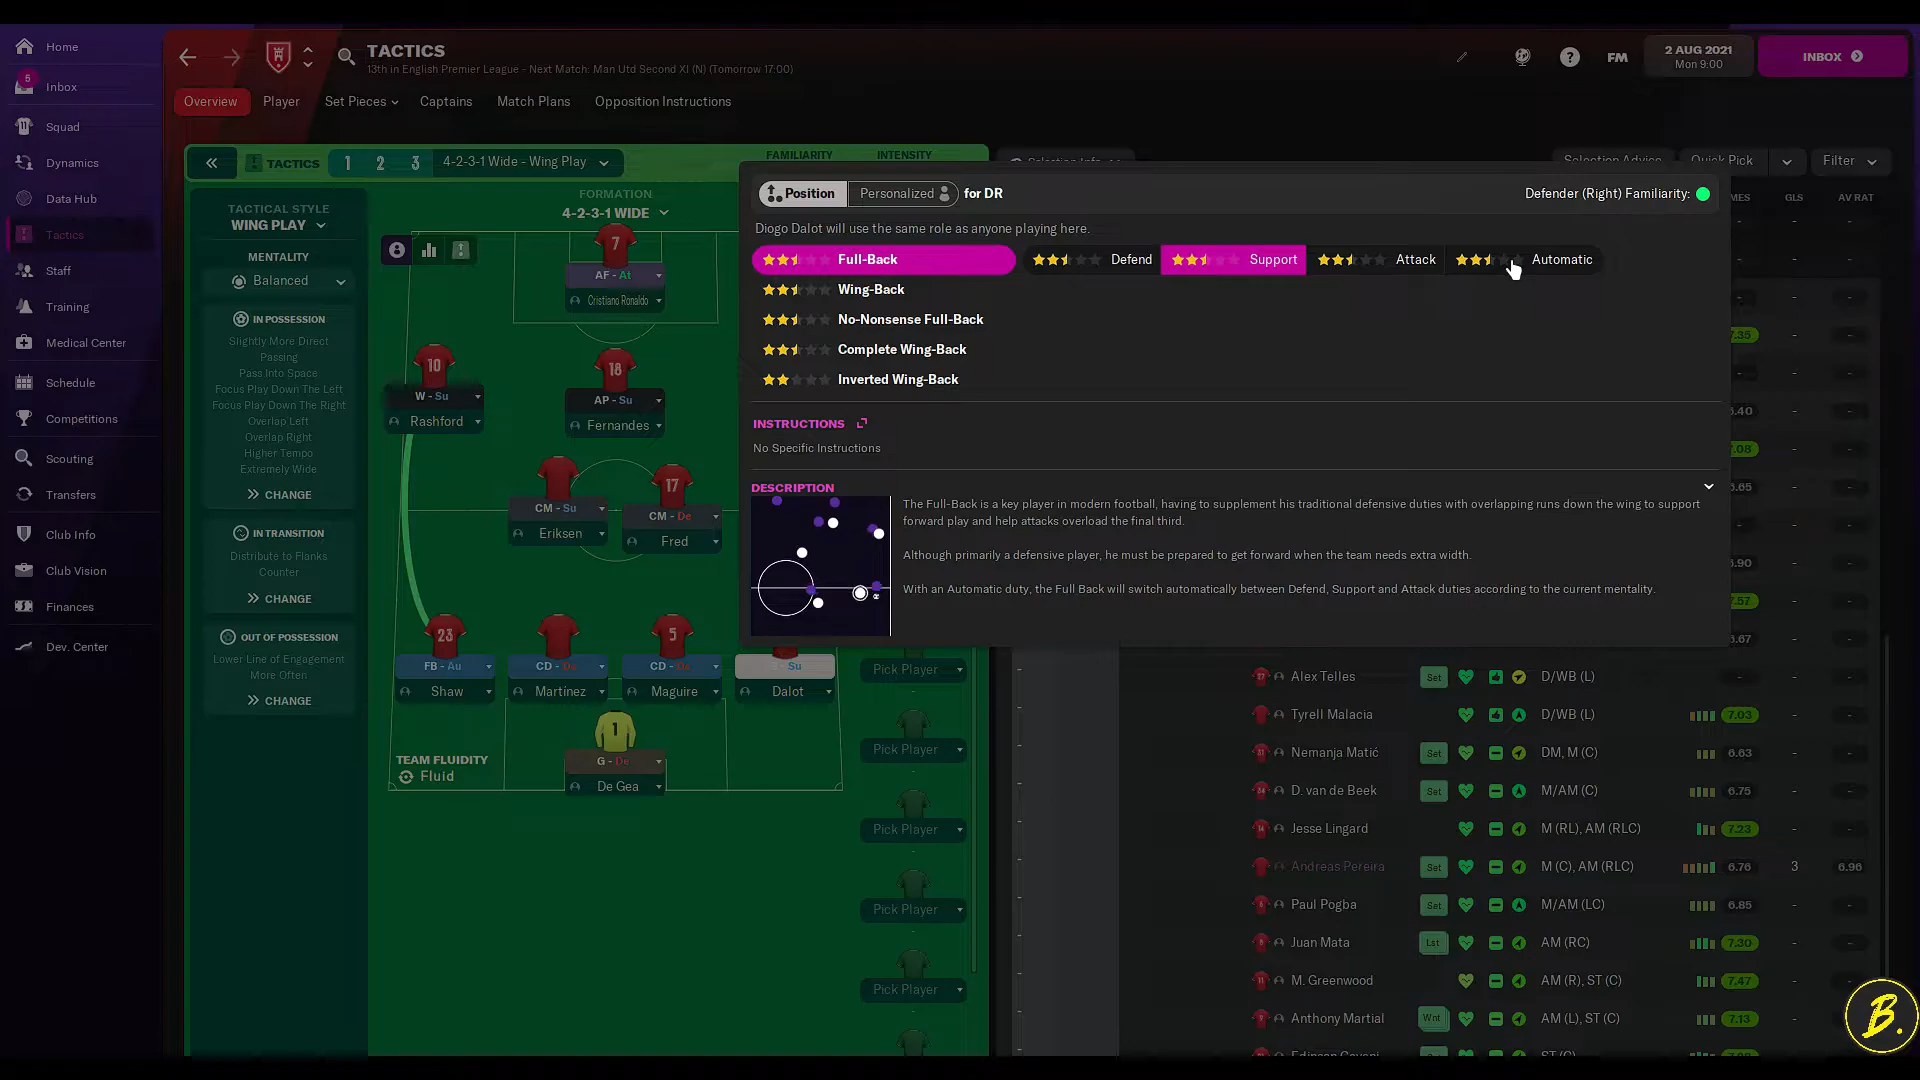 Home
6
Inbox
Squad
Dynamics
Data Hub
Tactics
Staff
Training
Medical Center
Schedule
Competitions
Scouting
Transfers
Club Info
Club Vision
Finances
Dev. Center
TACTICS
13th in English Premier League - Next Match: Man Utd Second XI (N) (Tomorrow 17:00)
FM
2 AUG 2021
Mon 9:00
INBOX
Overview
Player
Set Pieces
Captains
Match Plans
Opposition Instructions
TACTICS
1 2 3
4-2-3-1 Wide - Wing Play
FAMILIARITY
INTENSITY
Selection Info
Selection Advice
Quick Pick
Filter
TACTICAL STYLE
WING PLAY
MENTALITY
Balanced
IN POSSESSION
Slightly More Direct
Passing
Pass Into Space
Focus Play Down The Left
Focus Play Down The Right
Overlap Left
Overlap Right
Higher Tempo
Extremely Wide
CHANGE
IN TRANSITION
Distribute to Flanks
Counter
CHANGE
OUT OF POSSESSION
Lower Line of Engagement
More Often
CHANGE
FORMATION
4-2-3-1 WIDE
7
AF - At
Cristiano Ronaldo
10
W - Su
Rashford
18
AP - Su
Fernandes
CM - Su
Eriksen
17
CM - De
Fred
23
FB - Au
Shaw
CD - De
Martínez
5
CD - De
Maguire
Su
Dalot
1
G - De
De Gea
TEAM FLUIDITY
Fluid
Pick Player
Pick Player
Pick Player
Pick Player
Pick Player
Position
Personalized
for DR
Defender (Right) Familiarity:
Diogo Dalot will use the same role as anyone playing here.
Full-Back
Defend
Support
Attack
Automatic
Wing-Back
No-Nonsense Full-Back
Complete Wing-Back
Inverted Wing-Back
INSTRUCTIONS
No Specific Instructions
DESCRIPTION
The Full-Back is a key player in modern football, having to supplement his traditional defensive duties with overlapping runs down the wing to support
forward play and help attacks overload the final third.
Although primarily a defensive player, he must be prepared to get forward when the team needs extra width.
With an Automatic duty, the Full Back will switch automatically between Defend, Support and Attack duties according to the current mentality.
GLS
AV RAT
Alex Telles Set D/WB (L) - -
Tyrell Malacia D/WB (L) 7.03 - -
Nemanja Matić Set DM, M (C) 6.63 - -
D. van de Beek Set M/AM (C) 6.75 - -
Jesse Lingard M (RL), AM (RLC) 7.23 - -
Andreas Pereira Set M (C), AM (RLC) 6.76 3 6.96
Paul Pogba Set M/AM (LC) 6.85 - -
Juan Mata Lst AM (RC) 7.30 - -
M. Greenwood AM (R), ST (C) 7.47 - -
Anthony Martial Wnt AM (L), ST (C) 7.13 - -
B.